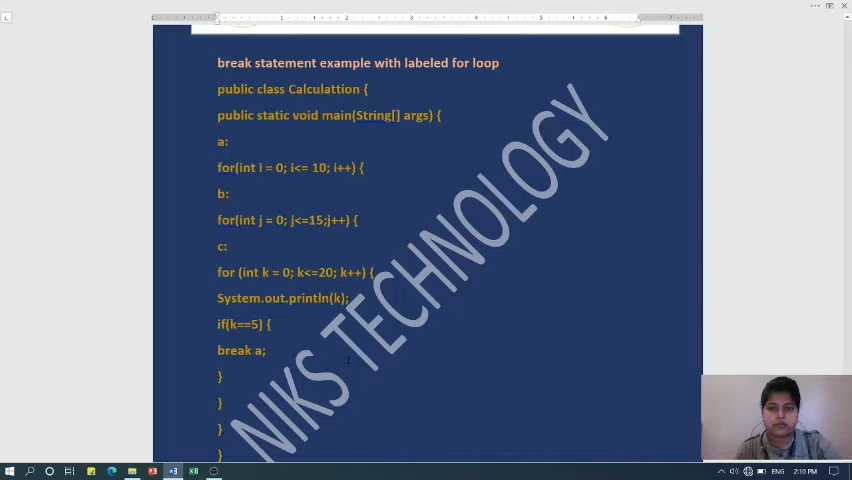 break statement example with labeled for loop
public class Calculattion {
public static void main(String[] args) {
a:
for(int i = 0; i<= 10; i++) {
b:
for(int j = 0; j<=15;j++) {
c:
for (int k = 0; k<=20; k++) {
System.out.println(k);
if(k==5) {
break a;
}
}
}
}
NIKS TECHNOLOGY
ENG
2:10 PM